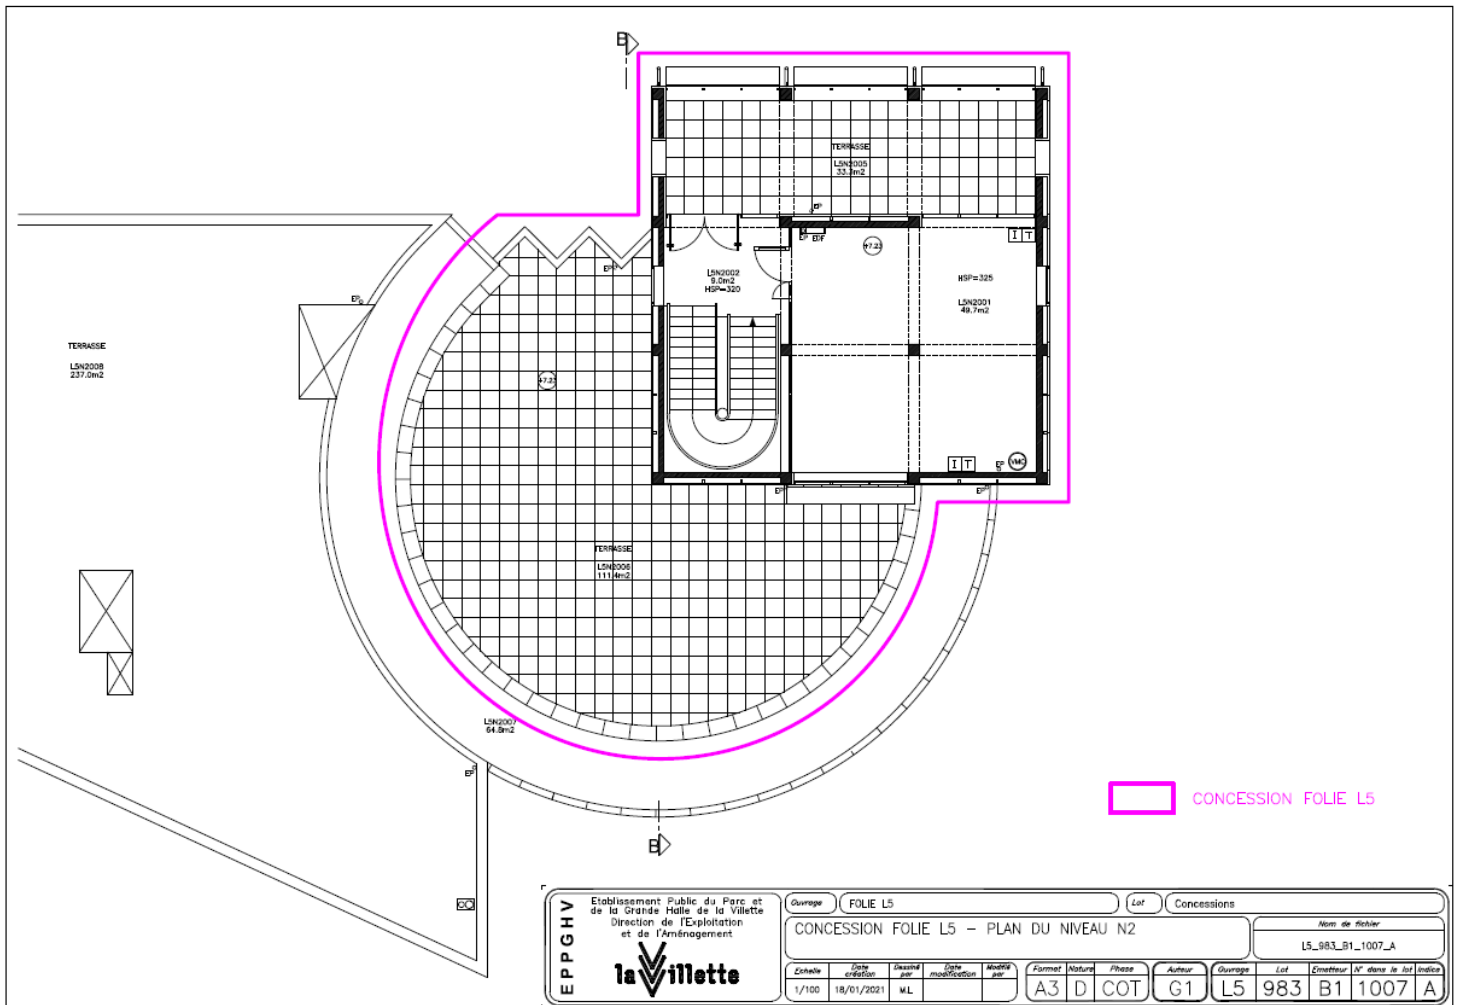 B
TERRASSE
L5N2005
33.3m2
EP
EP EDF
+7.23
I T
L5N2002
9.0m2
HSP=320
HSP=325
L5N2001
49.7m2
EP
EP
TERRASSE
L5N2008
237.0m2
+7.23
I T
EP
VMC
EP
EP
TERRASSE
L5N2006
111.4m2
L5N2007
64.8m2
EP
B
CONCESSION FOLIE L5
EPPGHV
Etablissement Public du Parc et
de la Grande Halle de la Villette
Direction de l'Exploitation
et de l'Aménagement
la Villette
Ouvrage FOLIE L5 Lot Concessions
CONCESSION FOLIE L5 - PLAN DU NIVEAU N2
Nom de fichier
L5_983_B1_1007_A
Echelle Date création Dessiné par Date modification Modifié par Format Nature Phase Auteur Ouvrage Lot Emetteur N° dans le lot Indice
1/100 18/01/2021 M.L A3 D COT G1 L5 983 B1 1007 A